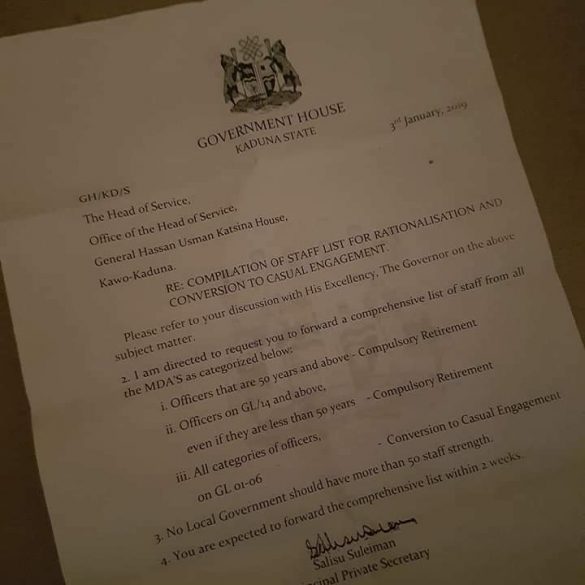 GOVERNMENT HOUSE
KADUNA STATE
3rd January, 2019
GH/KD/S
The Head of Service,
Office of the Head of Service,
General Hassan Usman Katsina House,
Kawo-Kaduna.
RE: COMPILATION OF STAFF LIST FOR RATIONALISATION AND
CONVERSION TO CASUAL ENGAGEMENT.
Please refer to your discussion with His Excellency, The Governor on the above
subject matter.
2. I am directed to request you to forward a comprehensive list of staff from all
the MDA'S as categorized below:
i. Officers that are 50 years and above - Compulsory Retirement
ii. Officers on GL/14 and above,
even if they are less than 50 years - Compulsory Retirement
iii. All categories of officers,
on GL 01-06 - Conversion to Casual Engagement
3. No Local Government should have more than 50 staff strength.
4. You are expected to forward the comprehensive list within 2 weeks.
Salisu Suleiman
Private Secretary